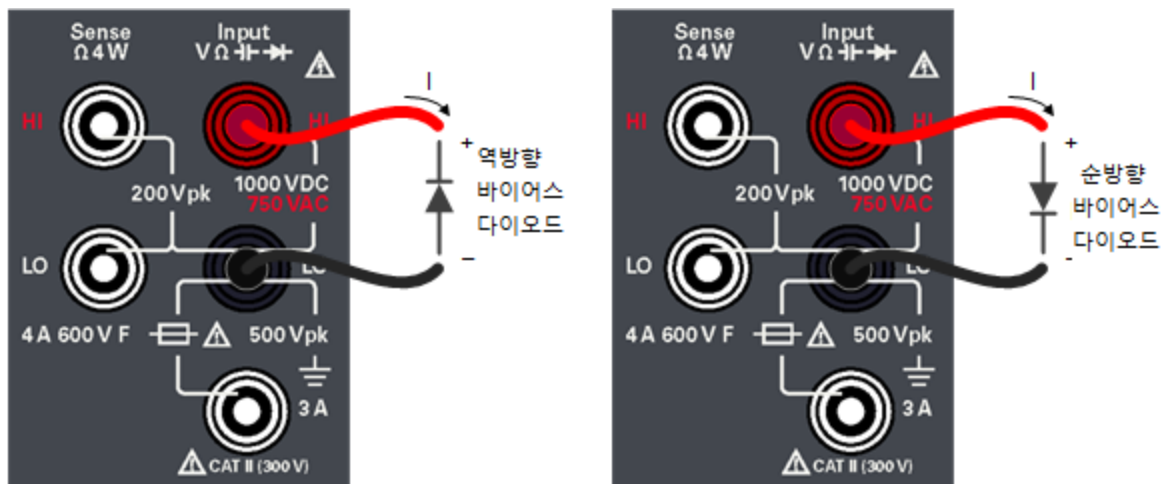 Sense
Ω 4 W
Input
V Ω
HI
HI
I
+
역방향
바이어스
다이오드
–
200 Vpk
1000 VDC
750 VAC
LO
LO
4 A 600 V F
500 Vpk
3 A
CAT II (300 V)
Sense
Ω 4 W
Input
V Ω
HI
HI
I
+
순방향
바이어스
다이오드
-
200 Vpk
1000 VDC
750 VAC
LO
LO
4 A 600 V F
500 Vpk
3 A
CAT II (300 V)